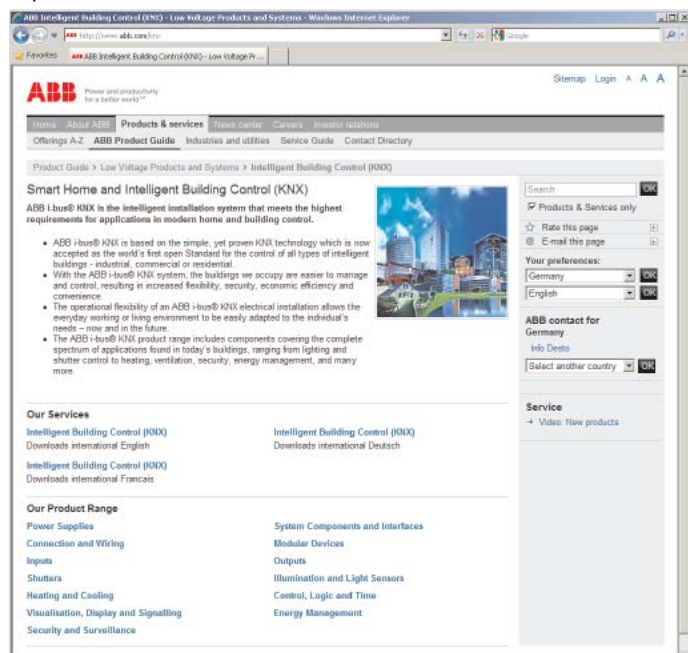 ABB Intelligent Building Control (KNX) - Low Voltage Products and Systems - Windows Internet Explorer
http://www.abb.com/knx
Google
Favorites
ABB Intelligent Building Control (KNX) - Low Voltage Pr...
Sitemap Login A A A
ABB
Power and productivity
for a better world™
Home About ABB Products & services News center Careers Investor relations
Offerings A-Z ABB Product Guide Industries and utilities Service Guide Contact Directory
Product Guide > Low Voltage Products and Systems > Intelligent Building Control (KNX)
Smart Home and Intelligent Building Control (KNX)
ABB i-bus® KNX is the intelligent installation system that meets the highest
requirements for applications in modern home and building control.
• ABB i-bus® KNX is based on the simple, yet proven KNX technology which is now
accepted as the world's first open Standard for the control of all types of intelligent
buildings - industrial, commercial or residential.
• With the ABB i-bus® KNX system, the buildings we occupy are easier to manage
and control, resulting in increased flexibility, security, economic efficiency and
convenience.
• The operational flexibility of an ABB i-bus® KNX electrical installation allows the
everyday working or living environment to be easily adapted to the individual's
needs – now and in the future.
• The ABB i-bus® KNX product range includes components covering the complete
spectrum of applications found in today's buildings, ranging from lighting and
shutter control to heating, ventilation, security, energy management, and many
more.
Search OK
Products & Services only
Rate this page
E-mail this page
Your preferences:
Germany OK
English OK
ABB contact for
Germany
Info Desto
Select another country OK
Service
→ Video: New products
Our Services
Intelligent Building Control (KNX)
Downloads international English
Intelligent Building Control (KNX)
Downloads international Deutsch
Intelligent Building Control (KNX)
Downloads international Francais
Our Product Range
Power Supplies
System Components and Interfaces
Connection and Wiring
Modular Devices
Inputs
Outputs
Shutters
Illumination and Light Sensors
Heating and Cooling
Control, Logic and Time
Visualisation, Display and Signalling
Energy Management
Security and Surveillance